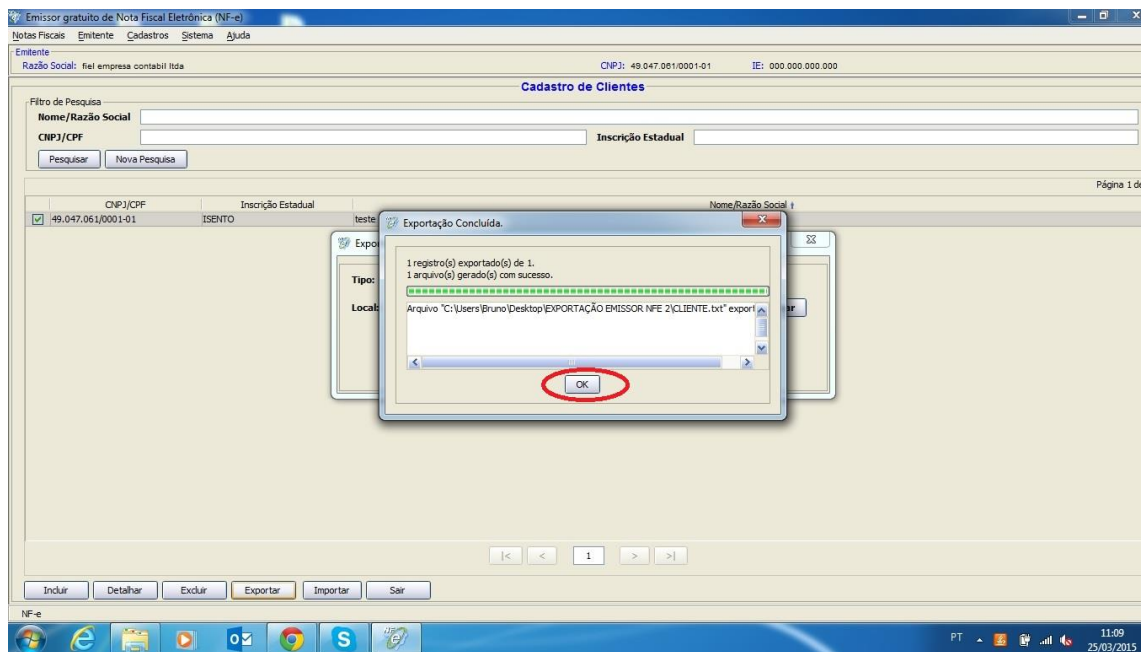 Emissor gratuito de Nota Fiscal Eletrônica (NF-e)
Notas Fiscais Emitente Cadastros Sistema Ajuda
Emitente
Razão Social: fiel empresa contabil ltda CNPJ: 49.047.061/0001-01 IE: 000.000.000.000
Cadastro de Clientes
Filtro de Pesquisa
Nome/Razão Social
CNPJ/CPF Inscrição Estadual
Pesquisar Nova Pesquisa
Página 1 de
CNPJ/CPF Inscrição Estadual Nome/Razão Social
49.047.061/0001-01 ISENTO teste
Exportação Concluída.
1 registro(s) exportado(s) de 1.
1 arquivo(s) gerado(s) com sucesso.
Tipo:
Local:
Arquivo "C:\Users\Bruno\Desktop\EXPORTAÇÃO EMISSOR NFE 2\CLIENTE.txt" export
OK
|< < 1 > >|
Incluir Detalhar Excluir Exportar Importar Sair
NF-e
PT 11:09
25/03/2015